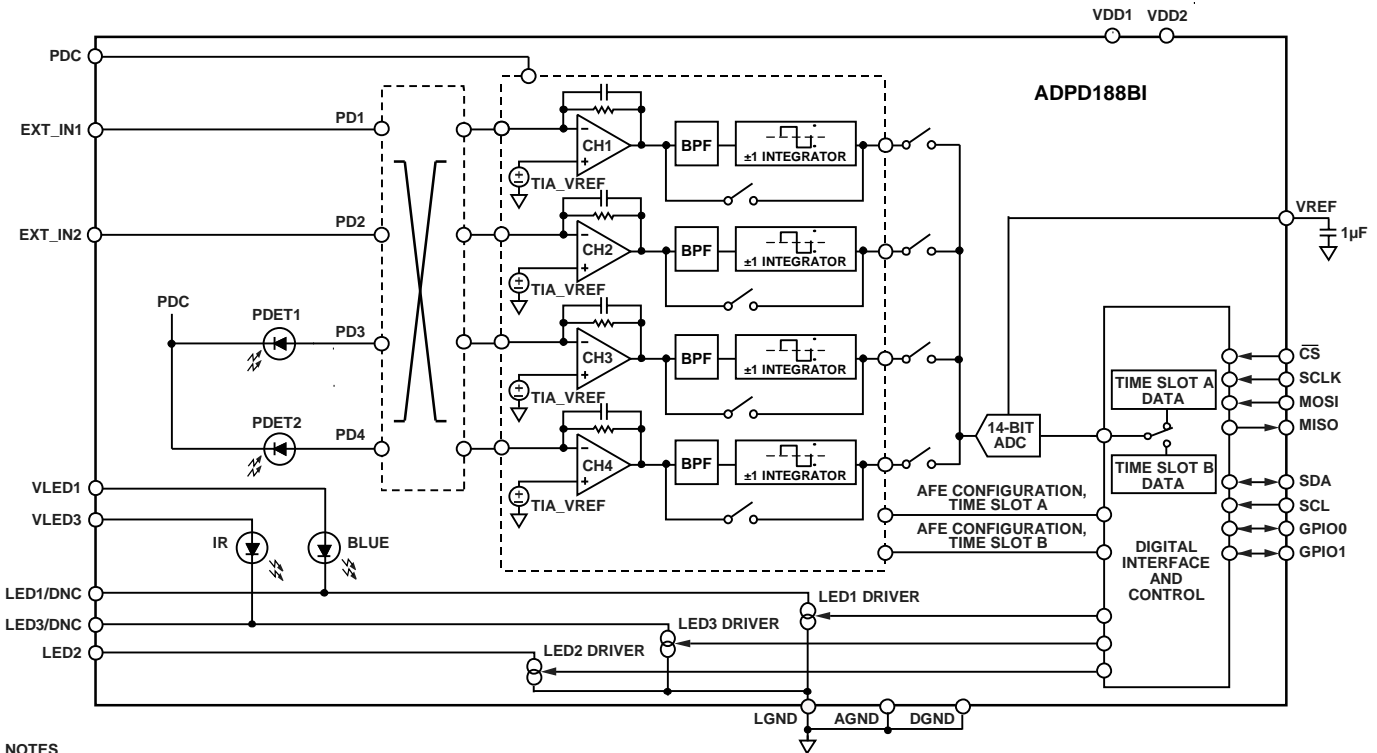 VDD1 VDD2
PDC
ADPD188BI
EXT_IN1
PD1
CH1
BPF
±1 INTEGRATOR
TIA_VREF
EXT_IN2
PD2
CH2
BPF
±1 INTEGRATOR
TIA_VREF
VREF
1µF
PDC
PDET1
PD3
CH3
BPF
±1 INTEGRATOR
TIA_VREF
PDET2
PD4
CH4
BPF
±1 INTEGRATOR
TIA_VREF
14-BIT
ADC
TIME SLOT A
DATA
TIME SLOT B
DATA
CS
SCLK
MOSI
MISO
SDA
SCL
GPIO0
GPIO1
VLED1
VLED3
IR
BLUE
AFE CONFIGURATION,
TIME SLOT A
AFE CONFIGURATION,
TIME SLOT B
DIGITAL
INTERFACE
AND
CONTROL
LED1/DNC
LED3/DNC
LED2
LED1 DRIVER
LED3 DRIVER
LED2 DRIVER
LGND AGND DGND
NOTES